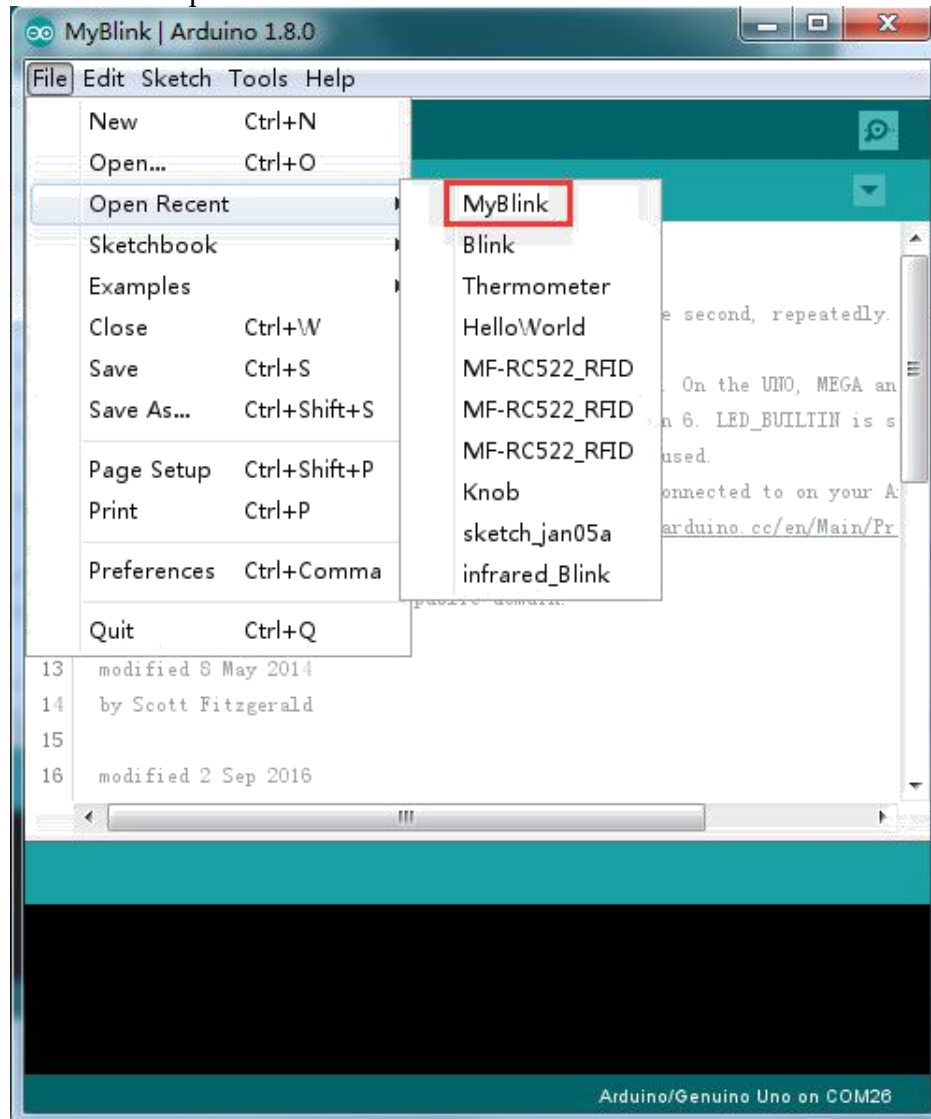 MyBlink | Arduino 1.8.0
File Edit Sketch Tools Help
New Ctrl+N
Open... Ctrl+O
Open Recent
Sketchbook
Examples
Close Ctrl+W
Save Ctrl+S
Save As... Ctrl+Shift+S
Page Setup Ctrl+Shift+P
Print Ctrl+P
Preferences Ctrl+Comma
Quit Ctrl+Q
MyBlink
Blink
Thermometer
HelloWorld
MF-RC522_RFID
MF-RC522_RFID
MF-RC522_RFID
Knob
sketch_jan05a
infrared_Blink
e second, repeatedly.
. On the UNO, MEGA an
n 6. LED_BUILTIN is s
used.
onnected to on your A
arduino.cc/en/Main/Pr
public domain.
13 modified 8 May 2014
14 by Scott Fitzgerald
15
16 modified 2 Sep 2016
Arduino/Genuino Uno on COM26